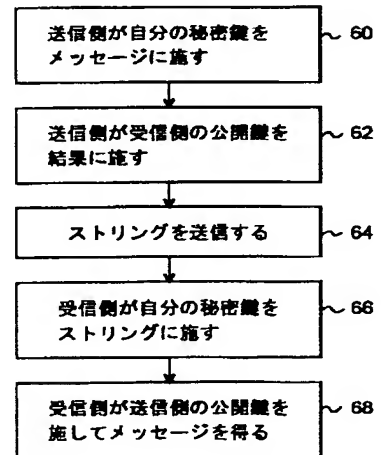 送信側が自分の秘密鍵を
メッセージに施す
~ 60
送信側が受信側の公開鍵を
結果に施す
~ 62
ストリングを送信する
~ 64
受信側が自分の秘密鍵を
ストリングに施す
~ 66
受信側が送信側の公開鍵を
施してメッセージを得る
~ 68